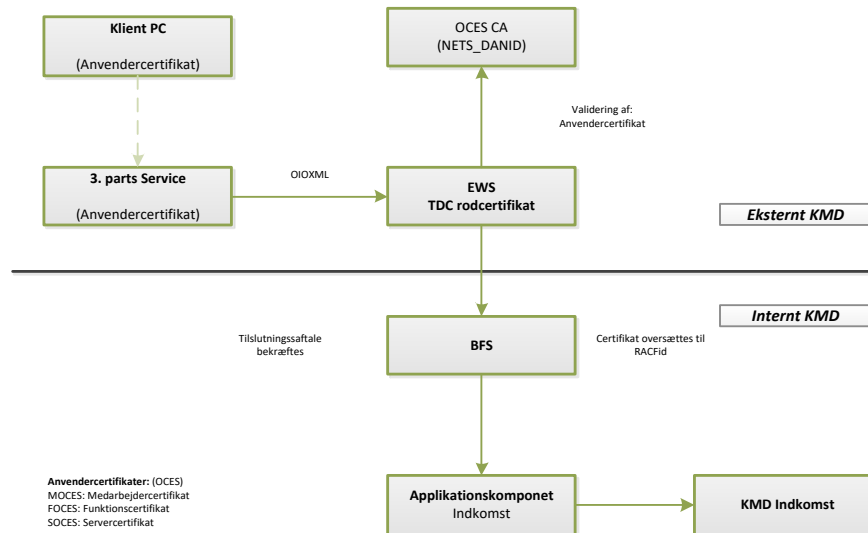 Klient PC
(Anvendercertifikat)
OCES CA
(NETS_DANID)
Validering af:
Anvendercertifikat
3. parts Service
(Anvendercertifikat)
OIOXML
EWS
TDC rodcertifikat
Eksternt KMD
Internt KMD
Tilslutningssaftale
bekræftes
BFS
Certifikat oversættes til
RACFid
Anvendercertifikater: (OCES)
MOCES: Medarbejdercertifikat
FOCES: Funktionscertifikat
SOCES: Servercertifikat
Applikationskomponet
Indkomst
KMD Indkomst